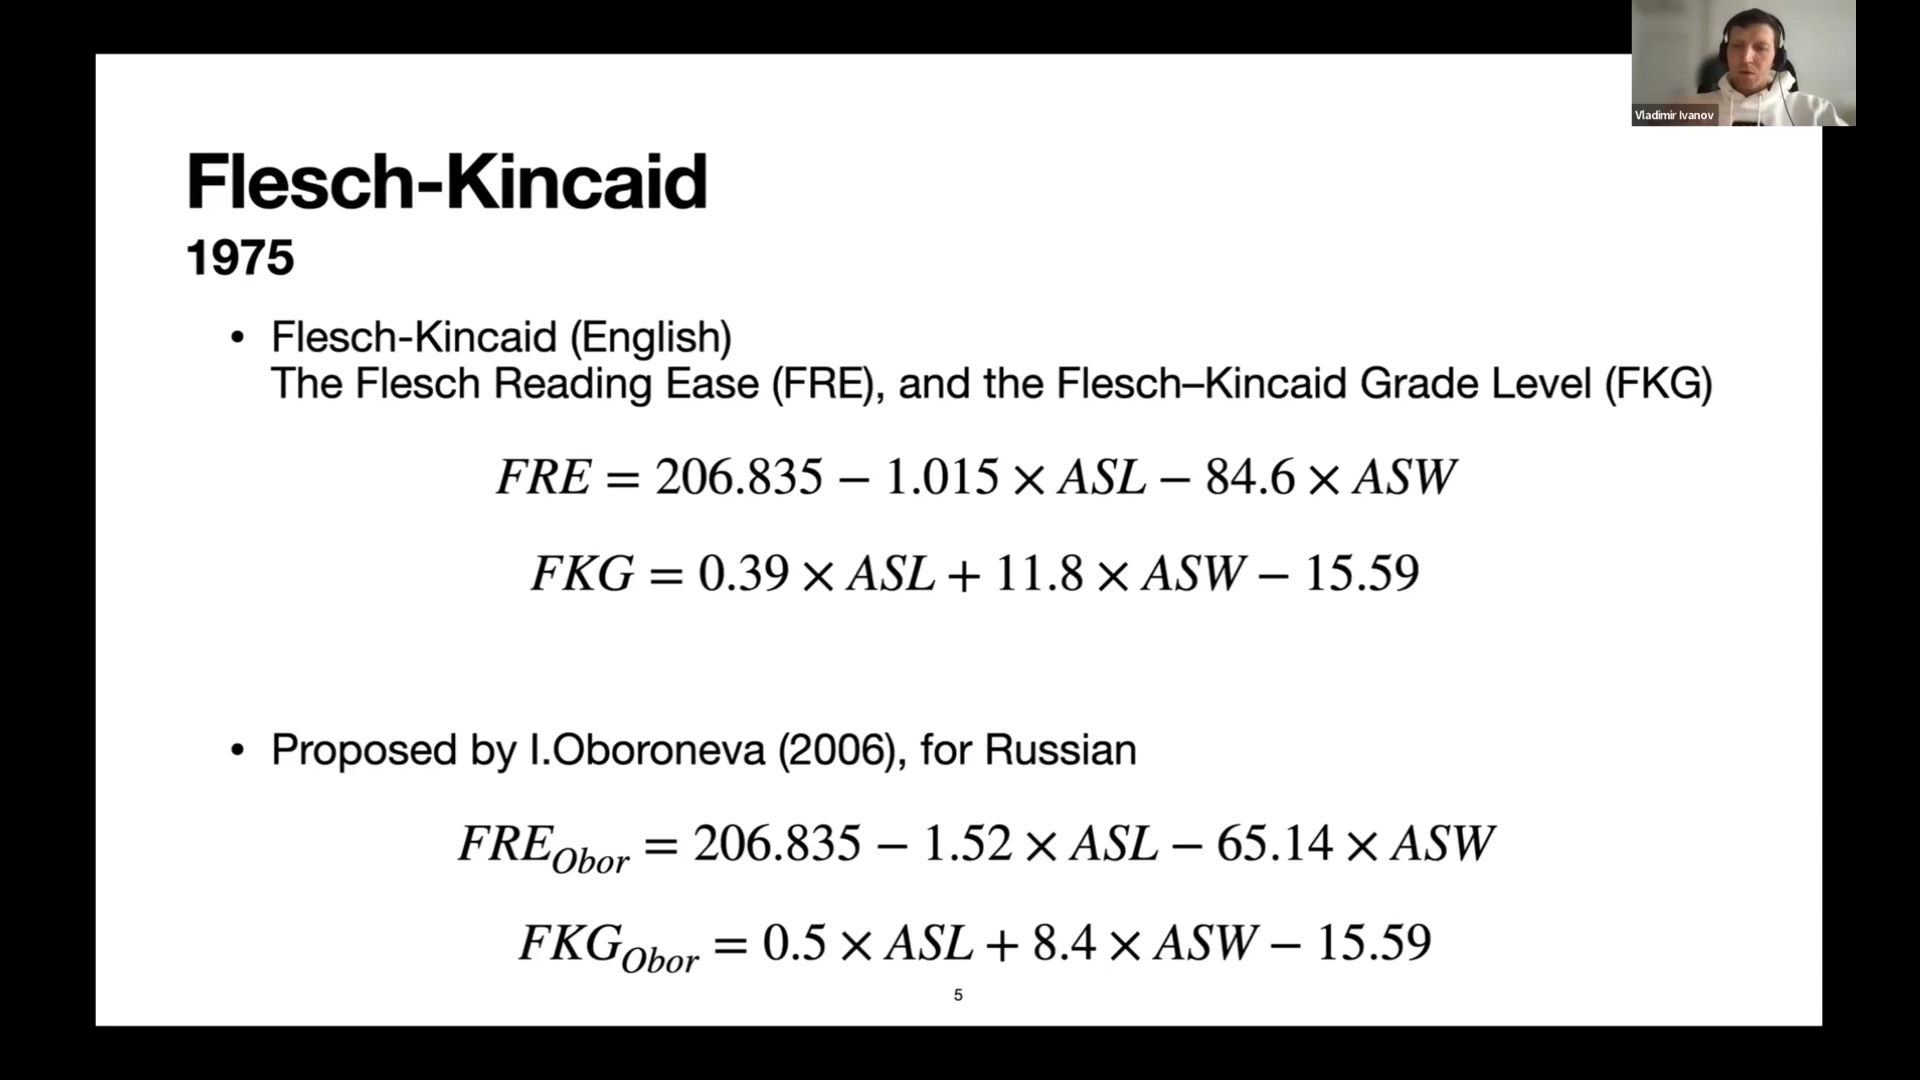 Vladimir Ivanov
Flesch-Kincaid
1975
• Flesch-Kincaid (English)
The Flesch Reading Ease (FRE), and the Flesch–Kincaid Grade Level (FKG)
FRE = 206.835 − 1.015 × ASL − 84.6 × ASW
FKG = 0.39 × ASL + 11.8 × ASW − 15.59
• Proposed by I.Oboroneva (2006), for Russian
FRE_Obor = 206.835 − 1.52 × ASL − 65.14 × ASW
FKG_Obor = 0.5 × ASL + 8.4 × ASW − 15.59
5